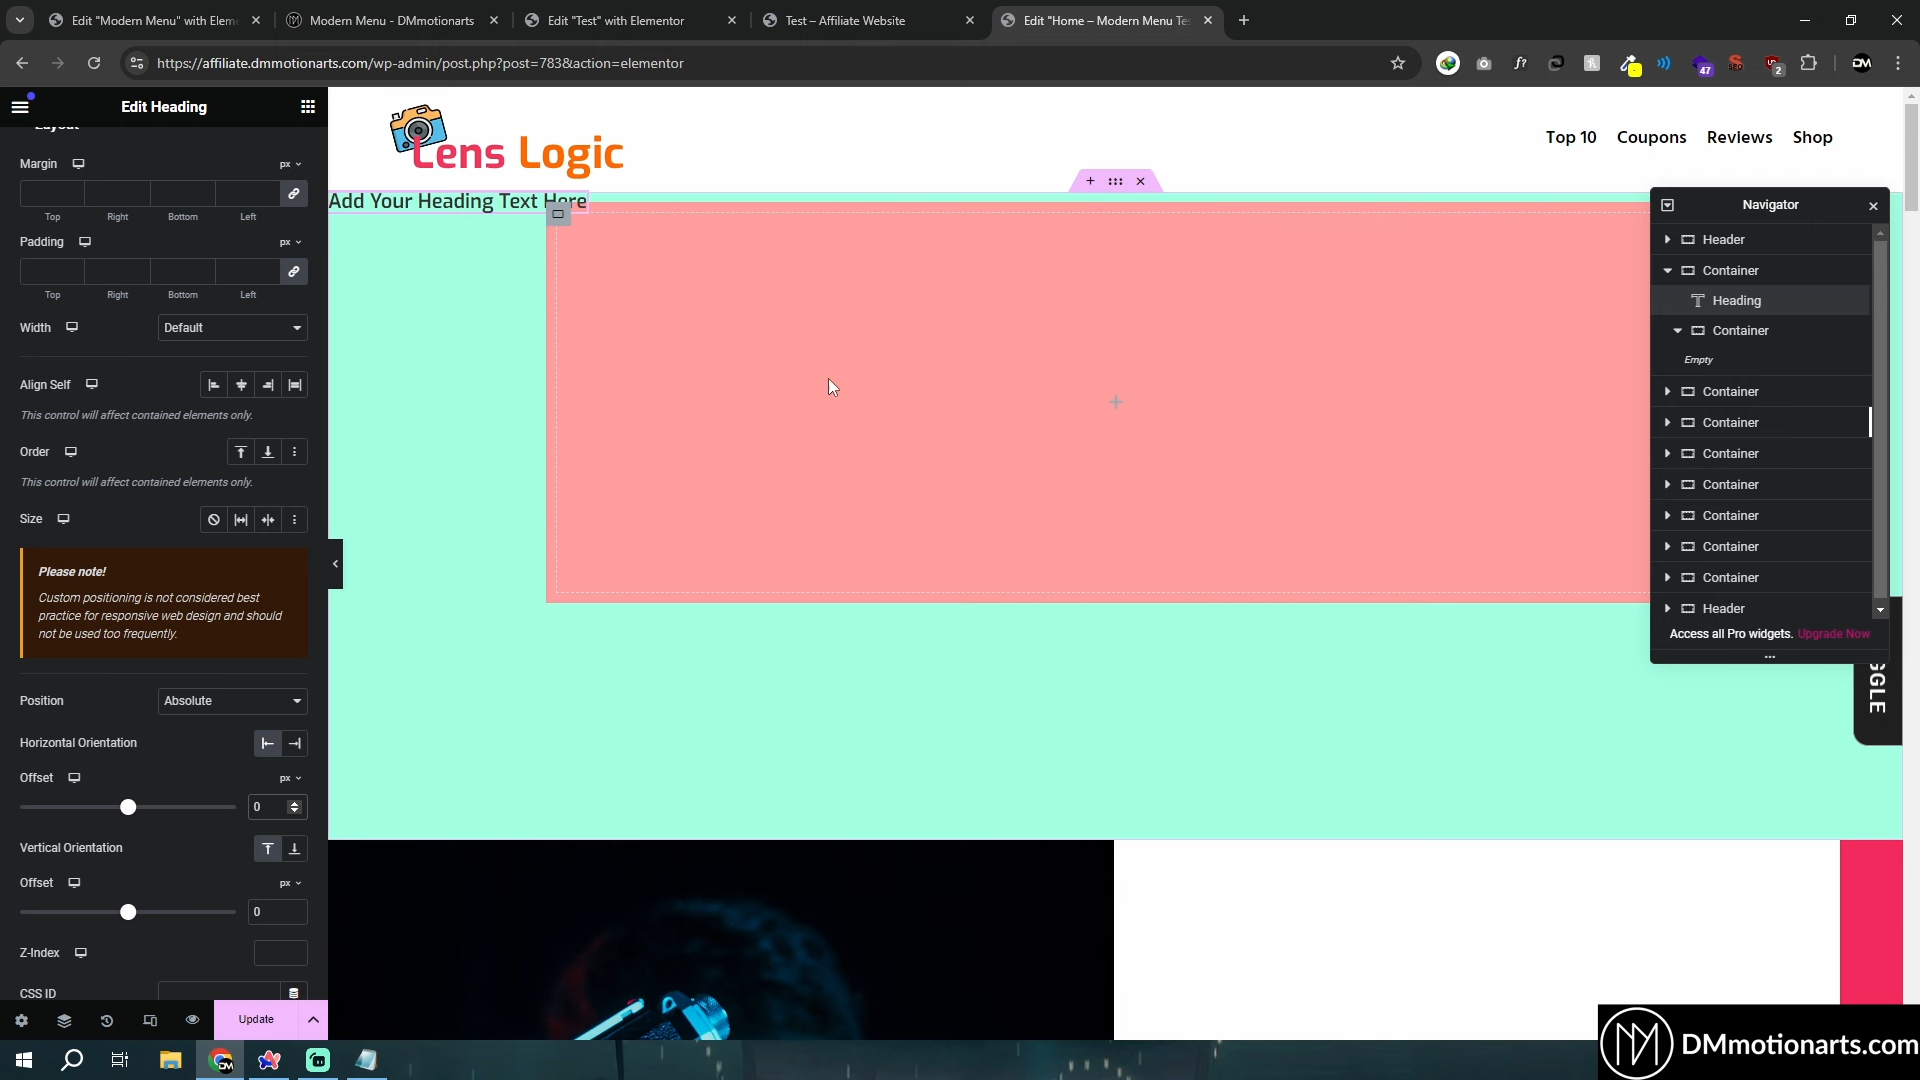 Edit "Modern Menu" with Elem
Modern Menu - DMmotionarts
Edit "Test" with Elementor
Test – Affiliate Website
Edit "Home – Modern Menu Te
https://affiliate.dmmotionarts.com/wp-admin/post.php?post=783&action=elementor
f?
47
2
DM
Edit Heading
Layout
Margin
px
Top
Right
Bottom
Left
Padding
px
Top
Right
Bottom
Left
Width
Default
Align Self
This control will affect contained elements only.
Order
This control will affect contained elements only.
Size
Please note!
Custom positioning is not considered best
practice for responsive web design and should
not be used too frequently.
Position
Absolute
Horizontal Orientation
Offset
px
0
Vertical Orientation
Offset
px
0
Z-Index
CSS ID
Update
Lens Logic
Top 10
Coupons
Reviews
Shop
Add Your Heading Text Here
Navigator
Header
Container
Heading
Container
Empty
Container
Container
Container
Container
Container
Container
Container
Header
Access all Pro widgets. Upgrade Now
DMmotionarts.com